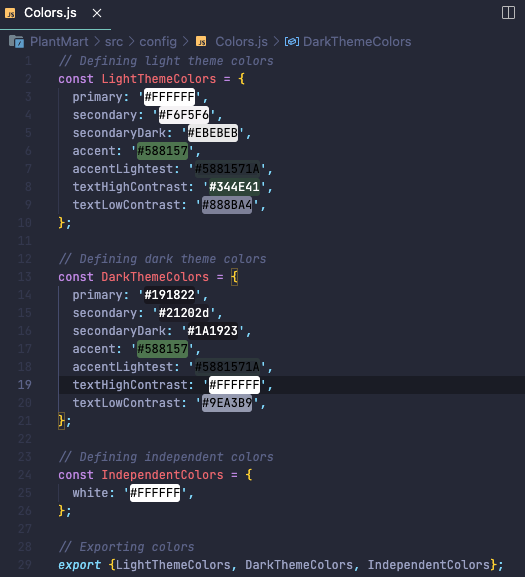 JS Colors.js ×
PlantMart > src > config > JS Colors.js > DarkThemeColors
1 // Defining light theme colors
2 const LightThemeColors = {
3 primary: '#FFFFFF',
4 secondary: '#F6F5F6',
5 secondaryDark: '#EBEBEB',
6 accent: '#588157',
7 accentLightest: '#5881571A',
8 textHighContrast: '#344E41',
9 textLowContrast: '#888BA4',
10 };
11
12 // Defining dark theme colors
13 const DarkThemeColors = {
14 primary: '#191822',
15 secondary: '#21202d',
16 secondaryDark: '#1A1923',
17 accent: '#588157',
18 accentLightest: '#5881571A',
19 textHighContrast: '#FFFFFF',
20 textLowContrast: '#9EA3B9',
21 };
22
23 // Defining independent colors
24 const IndependentColors = {
25 white: '#FFFFFF',
26 };
27
28 // Exporting colors
29 export {LightThemeColors, DarkThemeColors, IndependentColors};